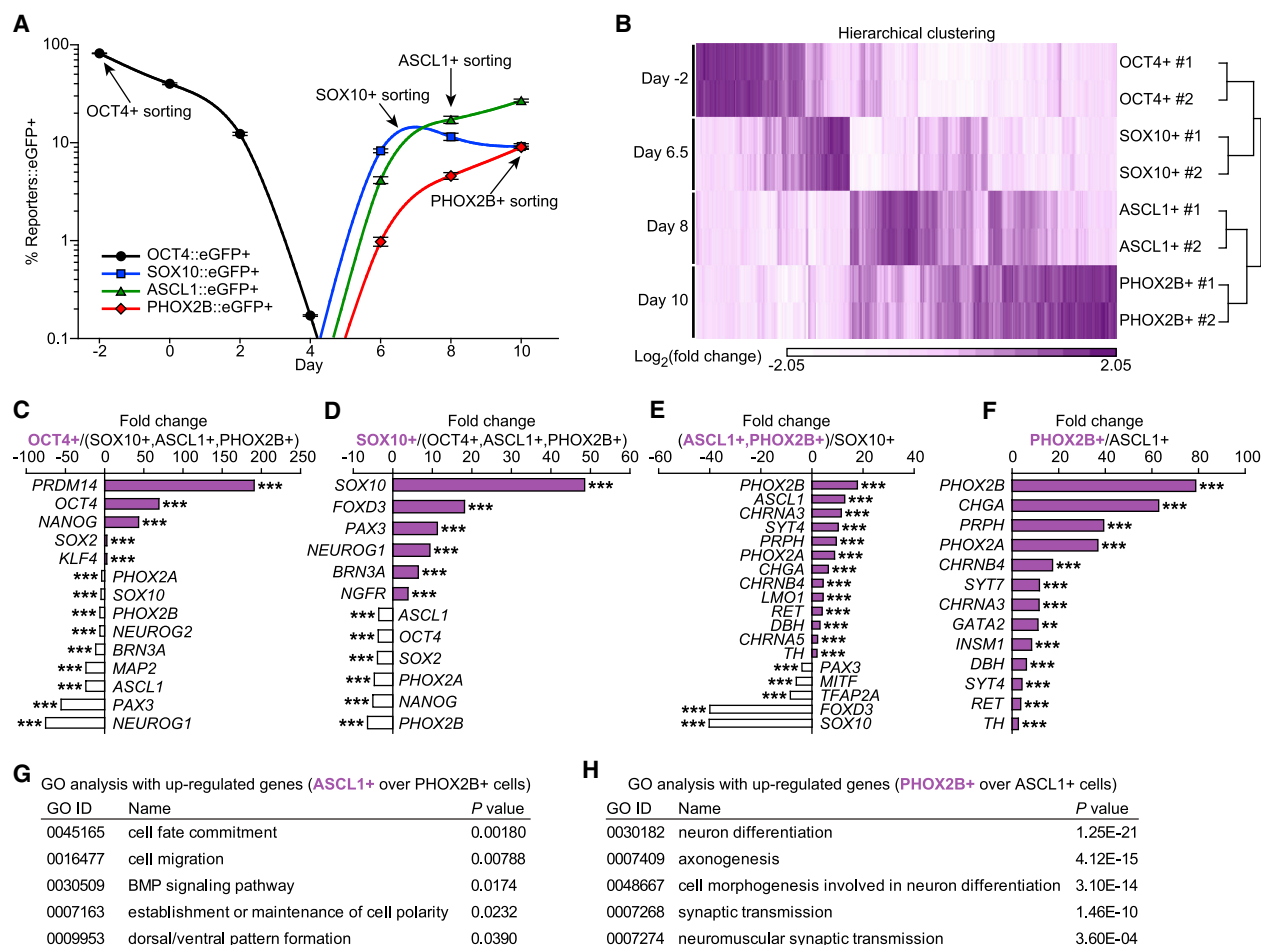 A
100
10
1
0.1
% Reporters::eGFP+
-2
0
2
4
6
8
10
Day
OCT4+ sorting
SOX10+ sorting
ASCL1+ sorting
PHOX2B+ sorting
OCT4::eGFP+
SOX10::eGFP+
ASCL1::eGFP+
PHOX2B::eGFP+
B
Hierarchical clustering
Day -2
Day 6.5
Day 8
Day 10
OCT4+ #1
OCT4+ #2
SOX10+ #1
SOX10+ #2
ASCL1+ #1
ASCL1+ #2
PHOX2B+ #1
PHOX2B+ #2
Log2(fold change)
-2.05
2.05
C
Fold change
OCT4+/(SOX10+,ASCL1+,PHOX2B+)
-100 -50 0 50 100 150 200 250
PRDM14 ***
OCT4 ***
NANOG ***
SOX2 ***
KLF4 ***
*** PHOX2A
*** SOX10
*** PHOX2B
*** NEUROG2
*** BRN3A
*** MAP2
*** ASCL1
*** PAX3
*** NEUROG1
D
Fold change
SOX10+/(OCT4+,ASCL1+,PHOX2B+)
-20 -10 0 10 20 30 40 50 60
SOX10 ***
FOXD3 ***
PAX3 ***
NEUROG1 ***
BRN3A ***
NGFR ***
*** ASCL1
*** OCT4
*** SOX2
*** PHOX2A
*** NANOG
*** PHOX2B
E
Fold change
(ASCL1+,PHOX2B+)/SOX10+
-60 -40 -20 0 20 40
PHOX2B ***
ASCL1 ***
CHRNA3 ***
SYT4 ***
PRPH ***
PHOX2A ***
CHGA ***
CHRNB4 ***
LMO1 ***
RET ***
DBH ***
CHRNA5 ***
TH ***
*** PAX3
*** MITF
*** TFAP2A
*** FOXD3
*** SOX10
F
Fold change
PHOX2B+/ASCL1+
0 20 40 60 80 100
PHOX2B ***
CHGA ***
PRPH ***
PHOX2A ***
CHRNB4 ***
SYT7 ***
CHRNA3 ***
GATA2 **
INSM1 ***
DBH ***
SYT4 ***
RET ***
TH ***
G
GO analysis with up-regulated genes (ASCL1+ over PHOX2B+ cells)
GO ID Name P value
0045165 cell fate commitment 0.00180
0016477 cell migration 0.00788
0030509 BMP signaling pathway 0.0174
0007163 establishment or maintenance of cell polarity 0.0232
0009953 dorsal/ventral pattern formation 0.0390
H
GO analysis with up-regulated genes (PHOX2B+ over ASCL1+ cells)
GO ID Name P value
0030182 neuron differentiation 1.25E-21
0007409 axonogenesis 4.12E-15
0048667 cell morphogenesis involved in neuron differentiation 3.10E-14
0007268 synaptic transmission 1.46E-10
0007274 neuromuscular synaptic transmission 3.60E-04